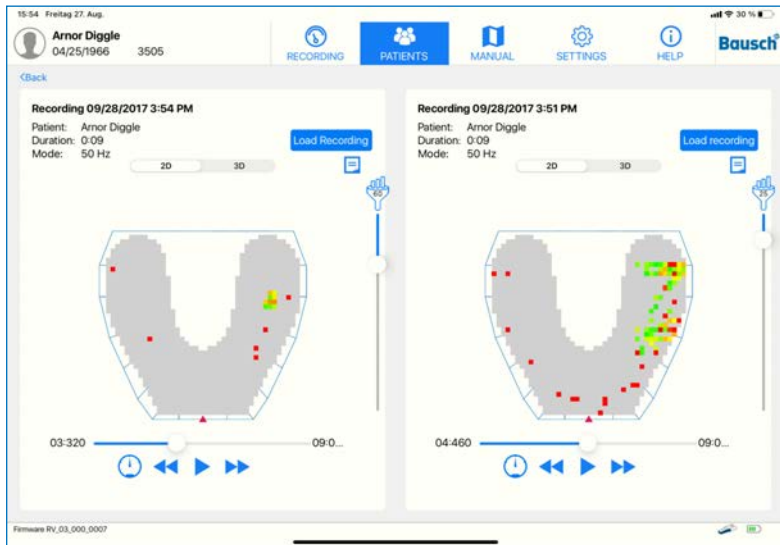 15:54 Freitag 27. Aug.
30 %
Arnor Diggle
04/25/1966 3505
RECORDING
PATIENTS
MANUAL
SETTINGS
HELP
Bausch®
<Back
Recording 09/28/2017 3:54 PM
Patient: Arnor Diggle
Duration: 0:09
Mode: 50 Hz
Load Recording
2D 3D
60
03:320
09:0...
Recording 09/28/2017 3:51 PM
Patient: Arnor Diggle
Duration: 0:09
Mode: 50 Hz
Load recording
2D 3D
25
04:460
09:0...
Firmware RV_03_000_0007